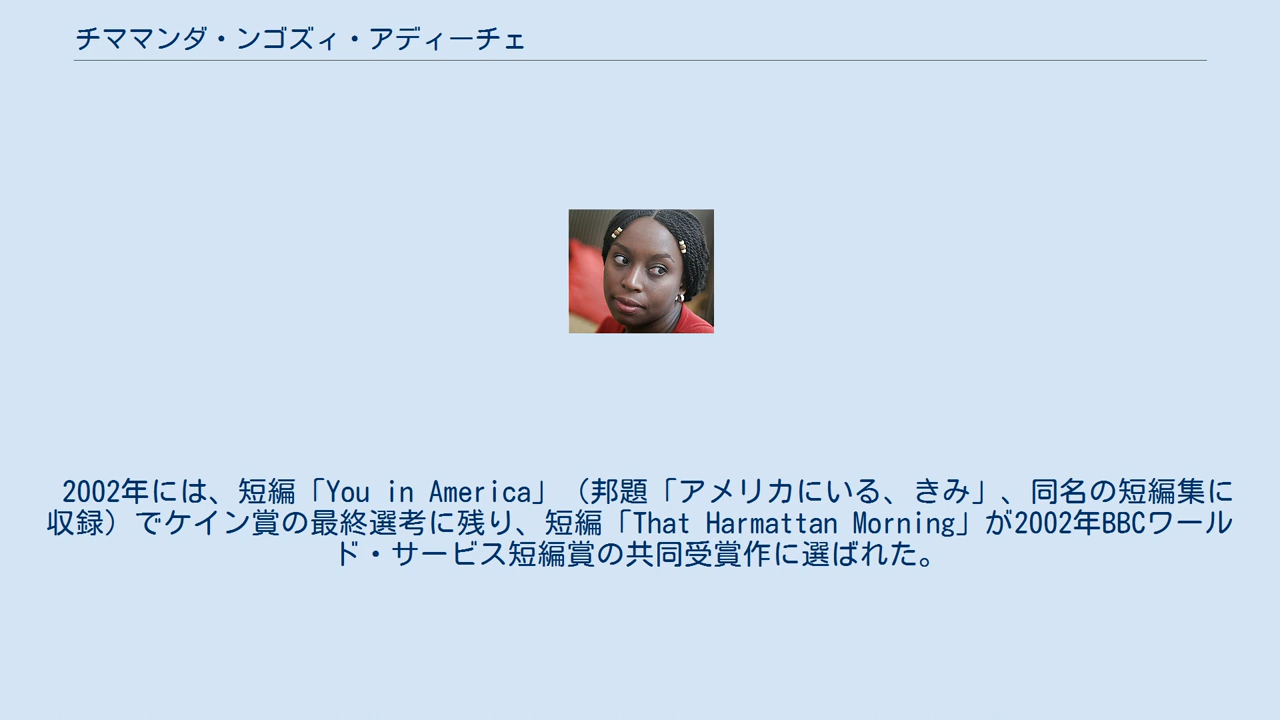 チママンダ・ンゴズィ・アディーチェ
2002年には、短編「You in America」（邦題「アメリカにいる、きみ」、同名の短編集に
収録）でケイン賞の最終選考に残り、短編「That Harmattan Morning」が2002年BBCワール
ド・サービス短編賞の共同受賞作に選ばれた。